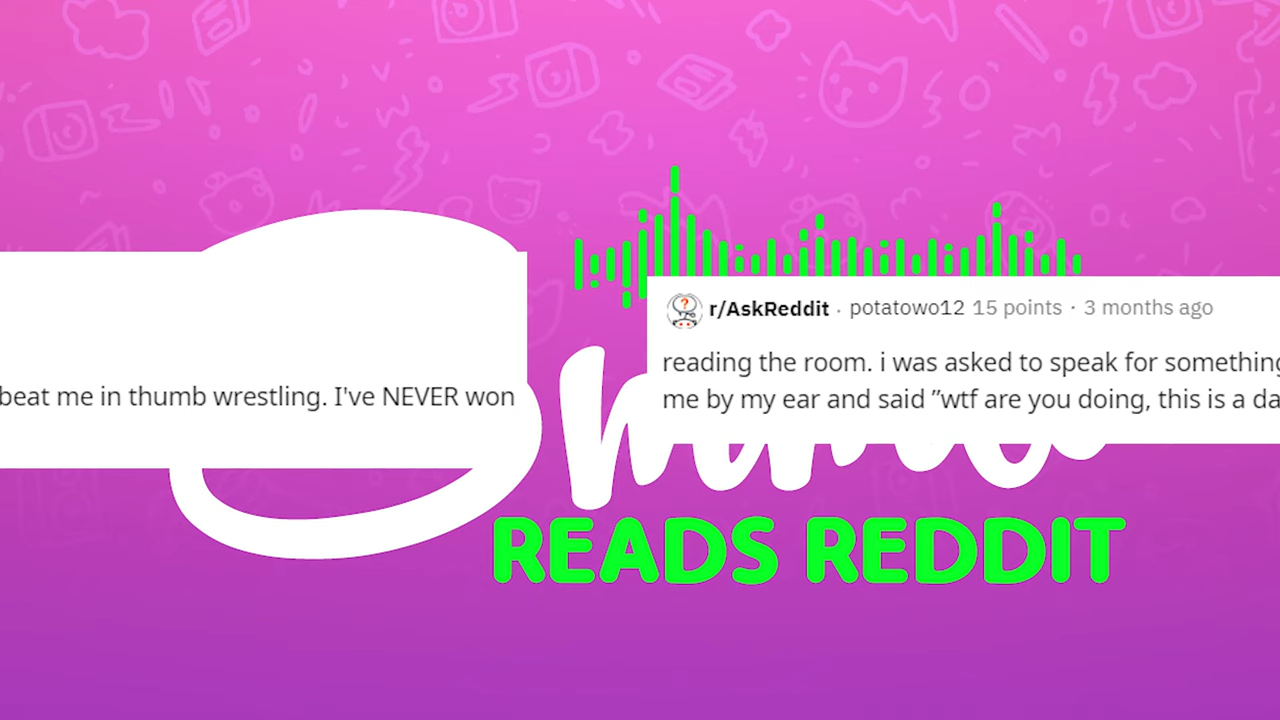 beat me in thumb wrestling. I've NEVER won
r/AskReddit · potatowo12 15 points · 3 months ago
reading the room. i was asked to speak for something
me by my ear and said ”wtf are you doing, this is a da
READS REDDIT